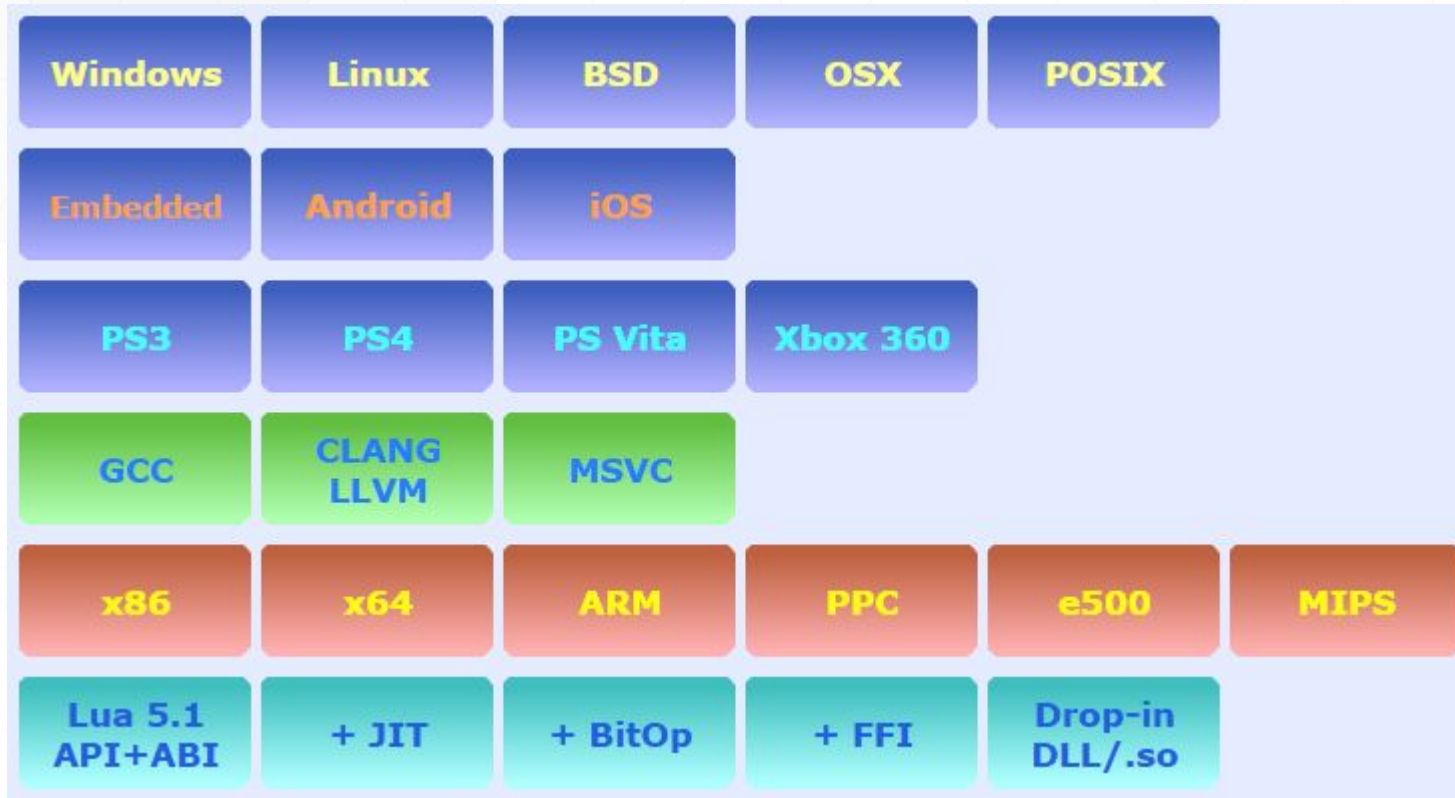 Windows Linux BSD OSX POSIX
Embedded Android iOS
PS3 PS4 PS Vita Xbox 360
GCC CLANG LLVM MSVC
x86 x64 ARM PPC e500 MIPS
Lua 5.1 API+ABI + JIT + BitOp + FFI Drop-in DLL/.so